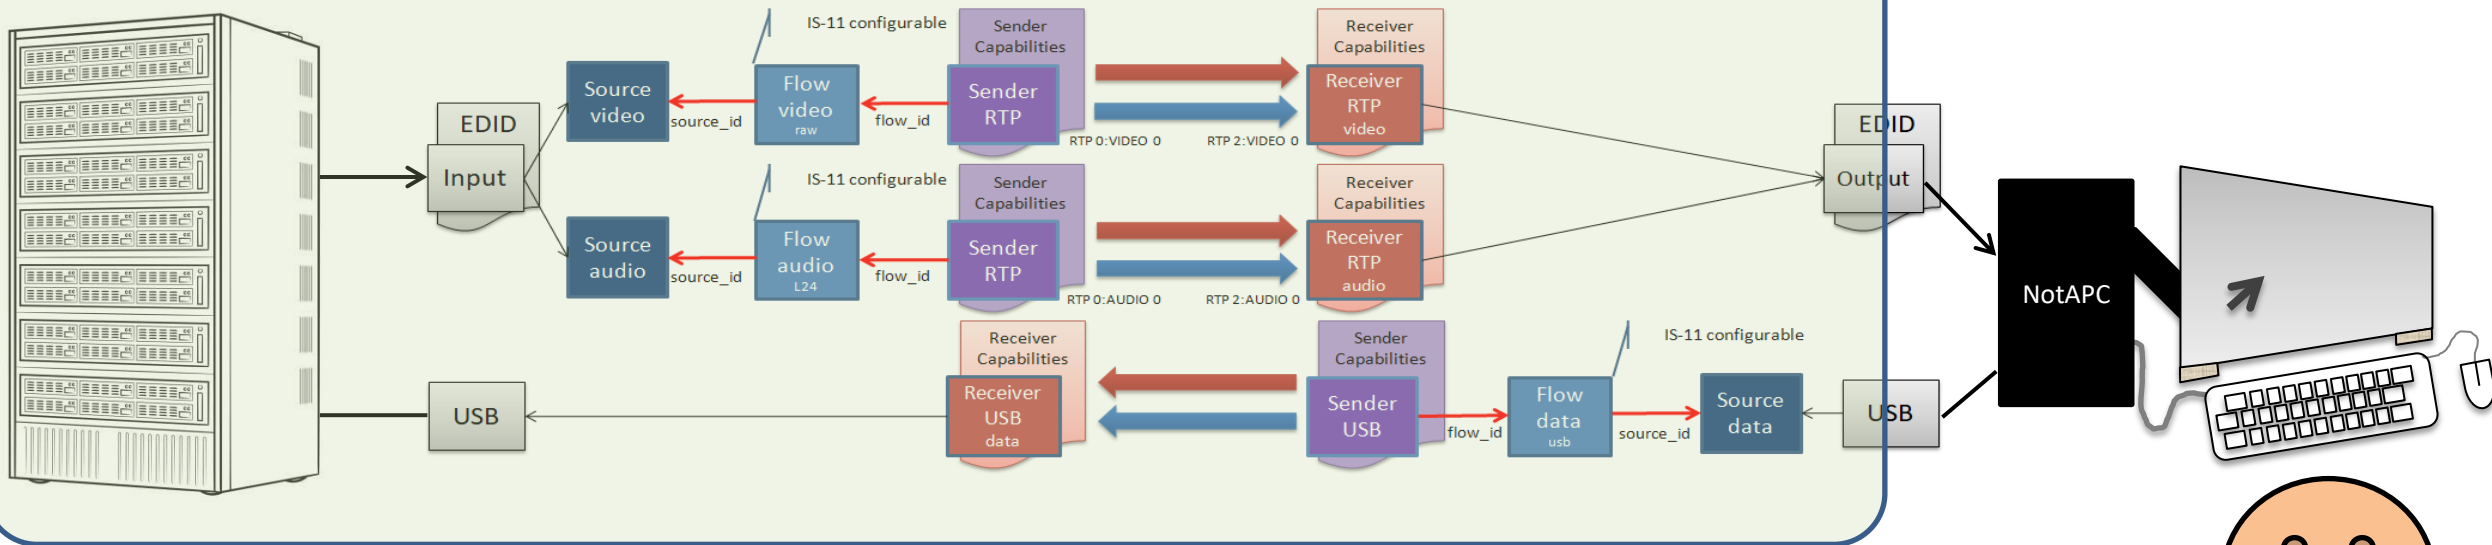 IS-11 configurable
Sender
Capabilities
Receiver
Capabilities
EDID
Input
Source
video
source_id
Flow
video
raw
flow_id
Sender
RTP
RTP 0:VIDEO 0
RTP 2:VIDEO 0
Receiver
RTP
video
EDID
Output
IS-11 configurable
Sender
Capabilities
Receiver
Capabilities
Source
audio
source_id
Flow
audio
L24
flow_id
Sender
RTP
RTP 0:AUDIO 0
RTP 2:AUDIO 0
Receiver
RTP
audio
NotAPC
Receiver
Capabilities
Sender
Capabilities
IS-11 configurable
USB
Receiver
USB
data
Sender
USB
flow_id
Flow
data
usb
source_id
Source
data
USB